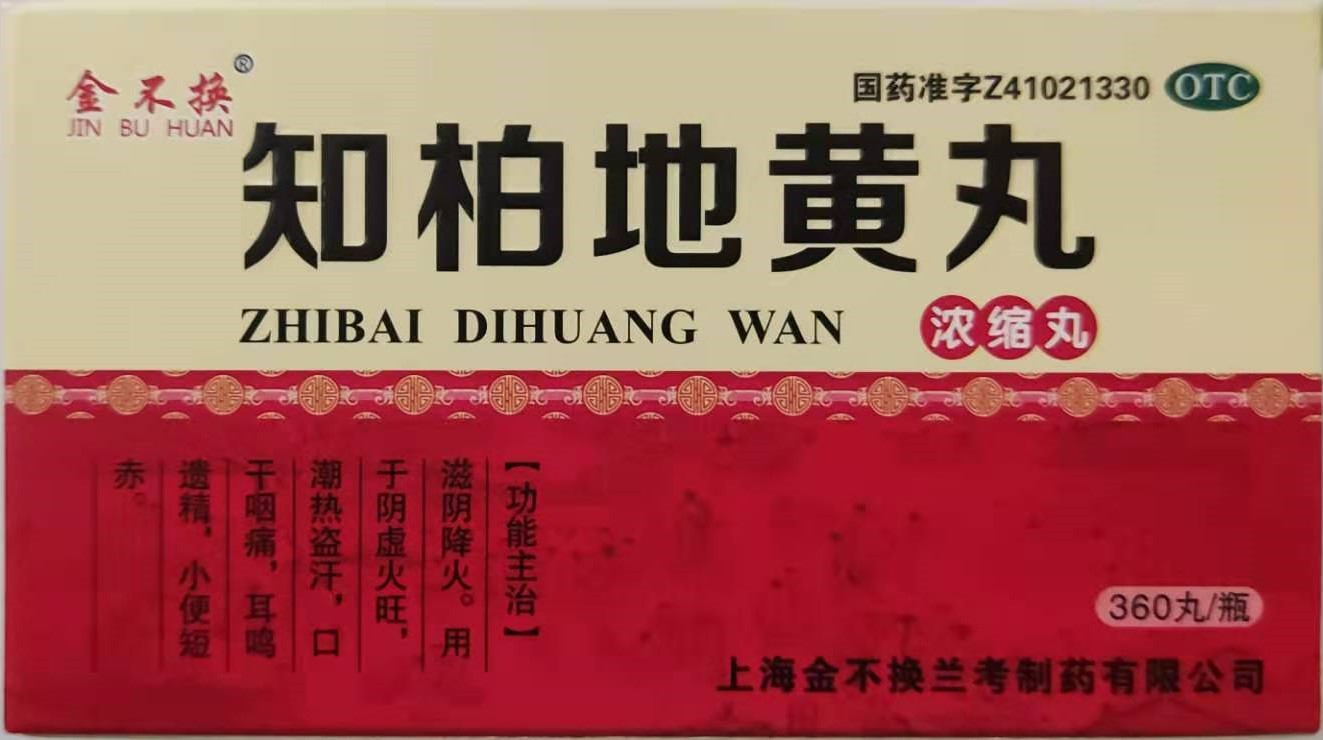 金不换®
JIN BU HUAN
国药准字Z41021330 OTC
知柏地黄丸
ZHIBAI DIHUANG WAN 浓缩丸
【功能主治】
滋阴降火。用
于阴虚火旺,
潮热盗汗,口
干咽痛,耳鸣
遗精,小便短
赤。
360丸/瓶
上海金不换兰考制药有限公司